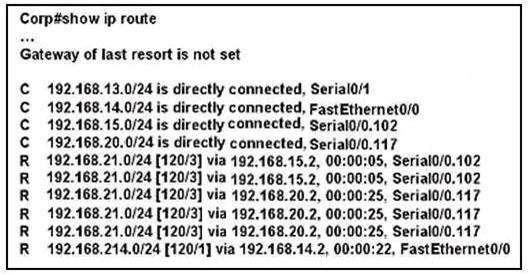 Corp#show ip route
...
Gateway of last resort is not set
C 192.168.13.0/24 is directly connected, Serial0/1
C 192.168.14.0/24 is directly connected, FastEthernet0/0
C 192.168.15.0/24 is directly connected, Serial0/0.102
C 192.168.20.0/24 is directly connected, Serial0/0.117
R 192.168.21.0/24 [120/3] via 192.168.15.2, 00:00:05, Serial0/0.102
R 192.168.21.0/24 [120/3] via 192.168.15.2, 00:00:05, Serial0/0.102
R 192.168.21.0/24 [120/3] via 192.168.20.2, 00:00:25, Serial0/0.117
R 192.168.21.0/24 [120/3] via 192.168.20.2, 00:00:25, Serial0/0.117
R 192.168.21.0/24 [120/3] via 192.168.20.2, 00:00:25, Serial0/0.117
R 192.168.214.0/24 [120/1] via 192.168.14.2, 00:00:22, FastEthernet0/0